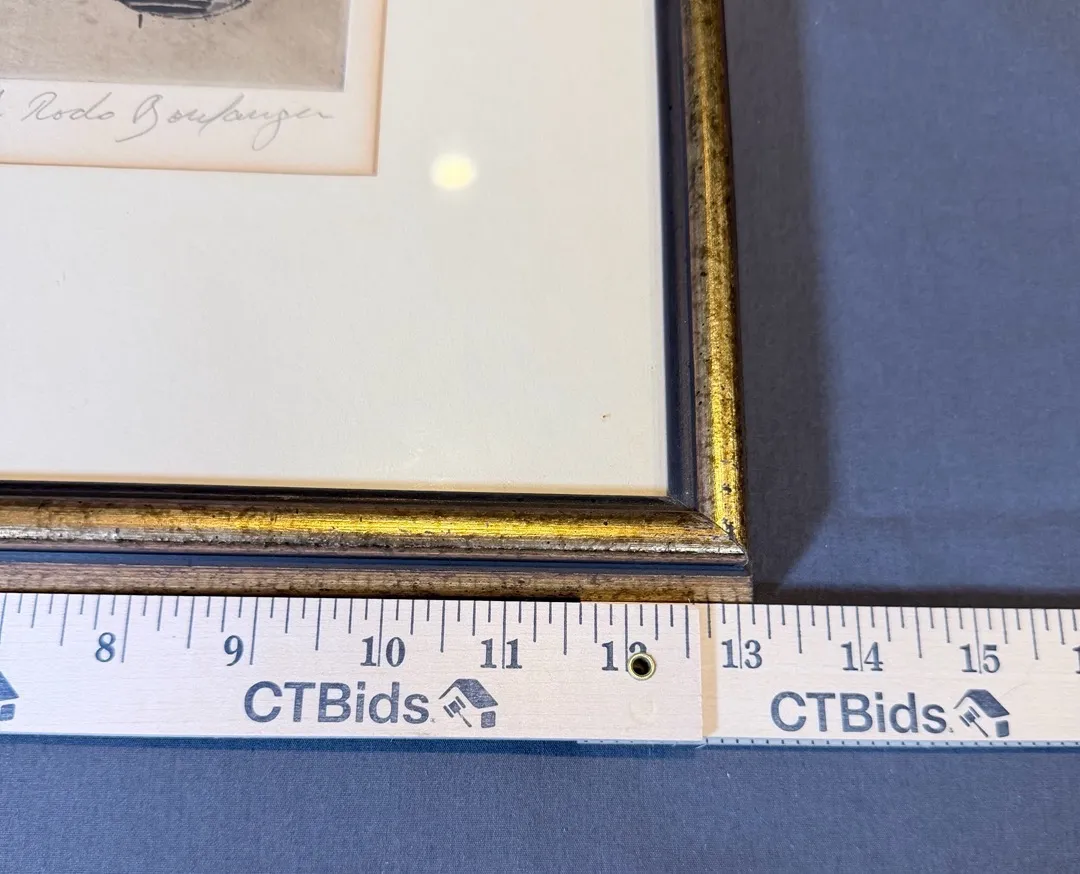 Rodo Boulanger
8 9 10 11 12 13 14 15
CTBids. CTBids.